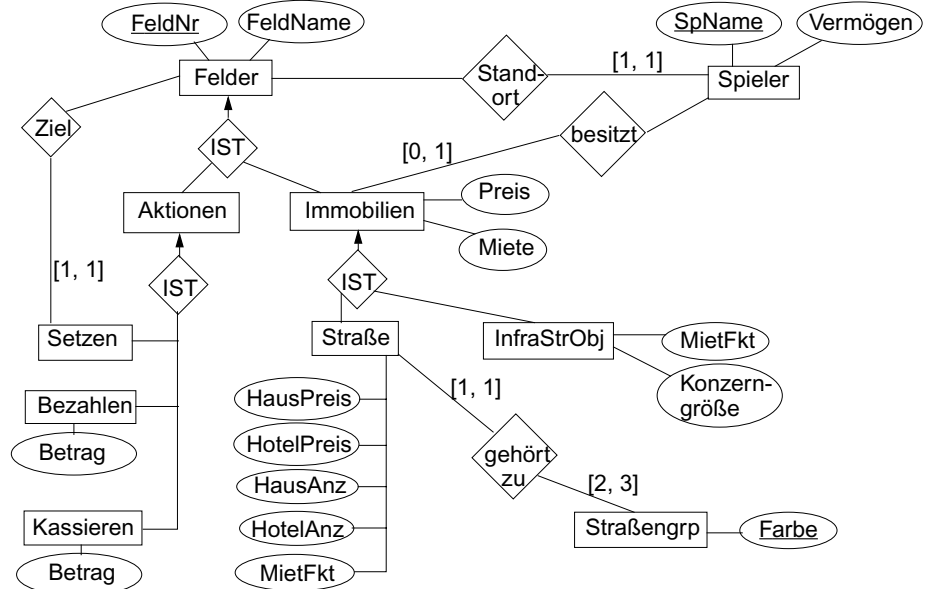 FeldNr
FeldName
SpName
Vermögen
Felder
Stand-
ort
[1, 1]
Spieler
Ziel
IST
[0, 1]
besitzt
Aktionen
Immobilien
Preis
Miete
[1, 1]
IST
IST
Setzen
Straße
InfraStrObj
MietFkt
Konzern-
größe
Bezahlen
Betrag
HausPreis
[1, 1]
HotelPreis
gehört
zu
HausAnz
[2, 3]
Kassieren
HotelAnz
Straßengrp
Farbe
Betrag
MietFkt